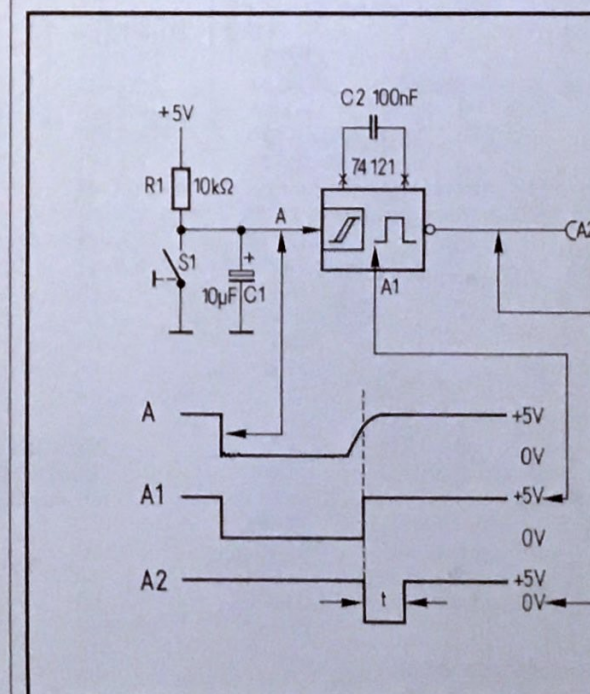 C2 100nF
+5V
74121
R1 10kΩ
A
S1
+
10µF C1
A1
A +5V
0V
A1 +5V
0V
A2 +5V
t 0V